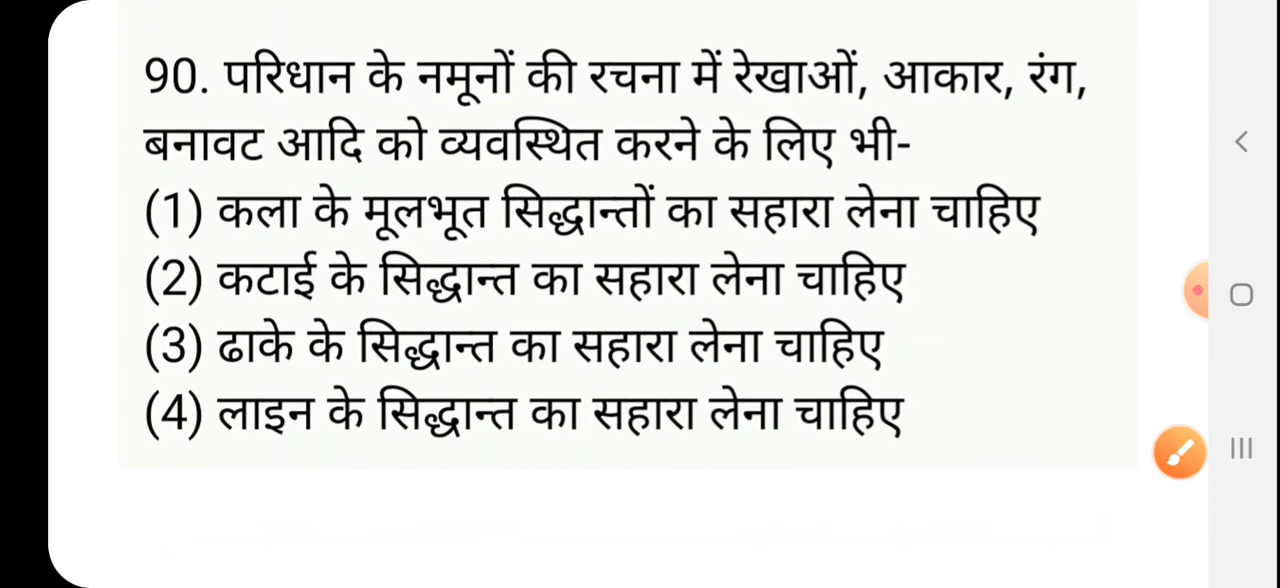 90. परिधान के नमूनों की रचना में रेखाओं, आकार, रंग,
बनावट आदि को व्यवस्थित करने के लिए भी-
(1) कला के मूलभूत सिद्धान्तों का सहारा लेना चाहिए
(2) कटाई के सिद्धान्त का सहारा लेना चाहिए
(3) ढाके के सिद्धान्त का सहारा लेना चाहिए
(4) लाइन के सिद्धान्त का सहारा लेना चाहिए